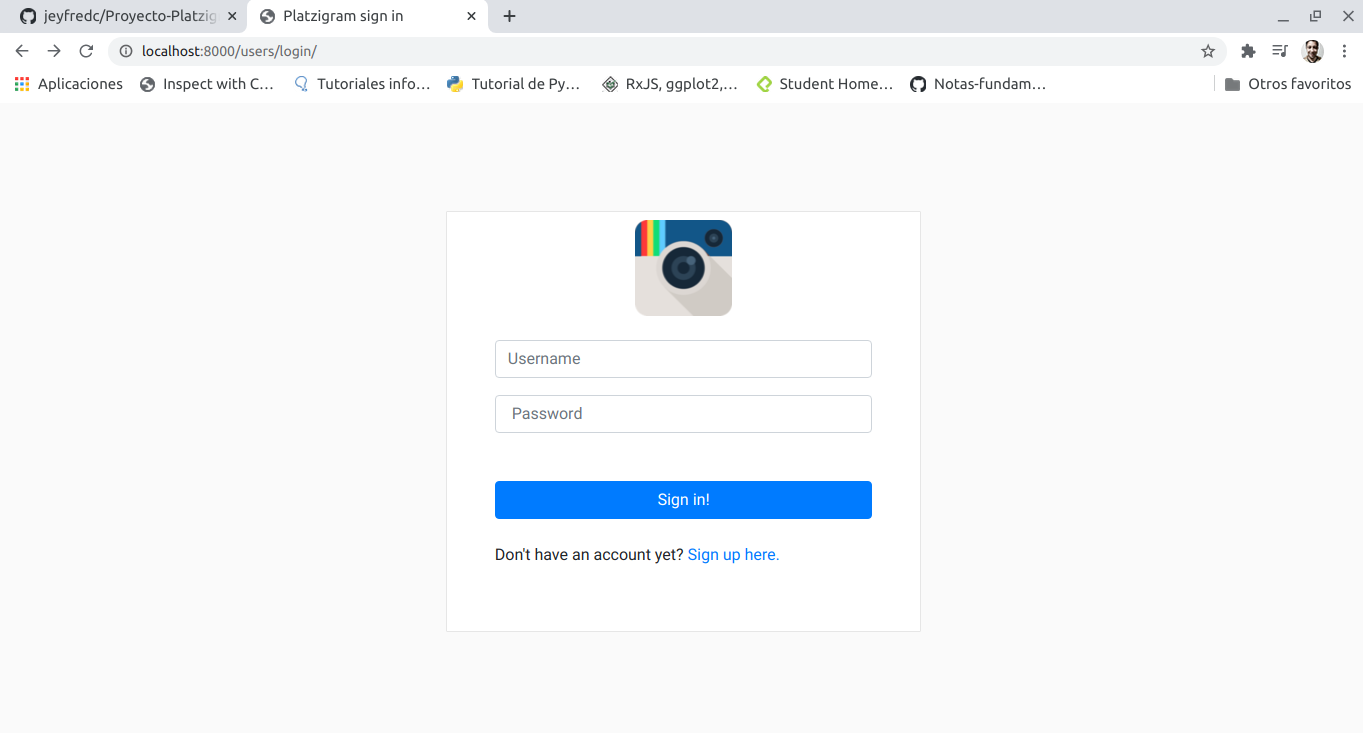 jeyfredc/Proyecto-Platzig
Platzigram sign in
localhost:8000/users/login/
Aplicaciones Inspect with C... Tutoriales info... Tutorial de Py... RxJS, ggplot2,... Student Home... Notas-fundam... Otros favoritos
Username
Password
Sign in!
Don't have an account yet? Sign up here.